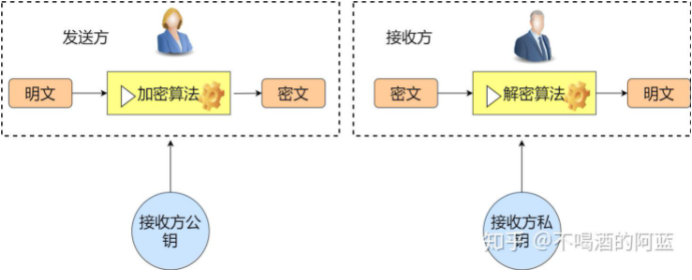 发送方
明文
加密算法
密文
接收方公
钥
接收方
密文
解密算法
明文
接收方私
钥
知乎 @不喝酒的阿蓝